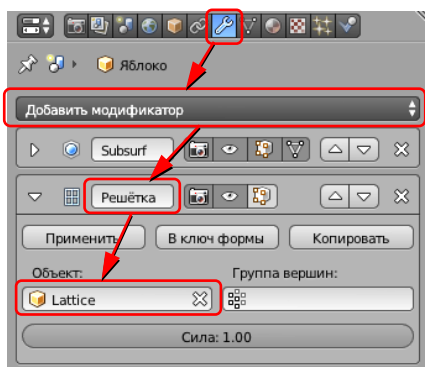 Яблоко
Добавить модификатор
Subsurf
Решётка
Применить В ключ формы Копировать
Объект: Группа вершин:
Lattice
Сила: 1.00